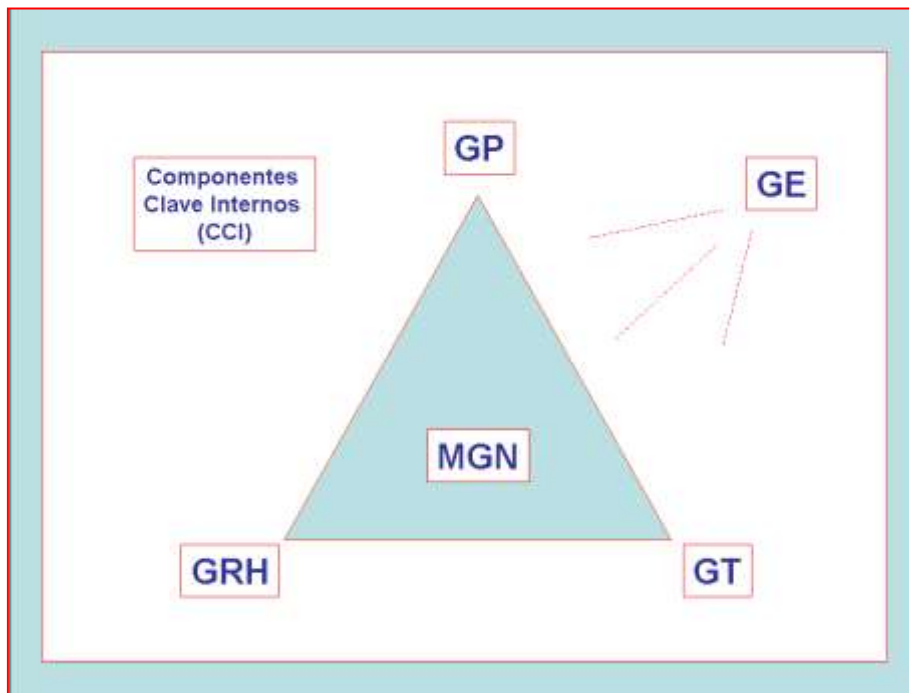 GP
Componentes
Clave Internos
(CCI)
GE
MGN
GRH
GT